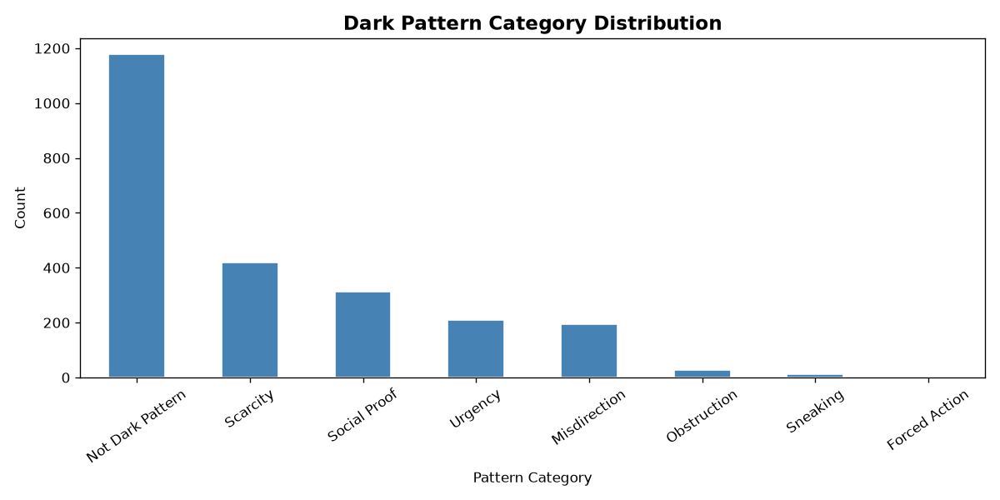 Dark Pattern Category Distribution
1200
1000
800
600
400
200
0
Count
Not Dark Pattern
Scarcity
Social Proof
Urgency
Misdirection
Obstruction
Sneaking
Forced Action
Pattern Category